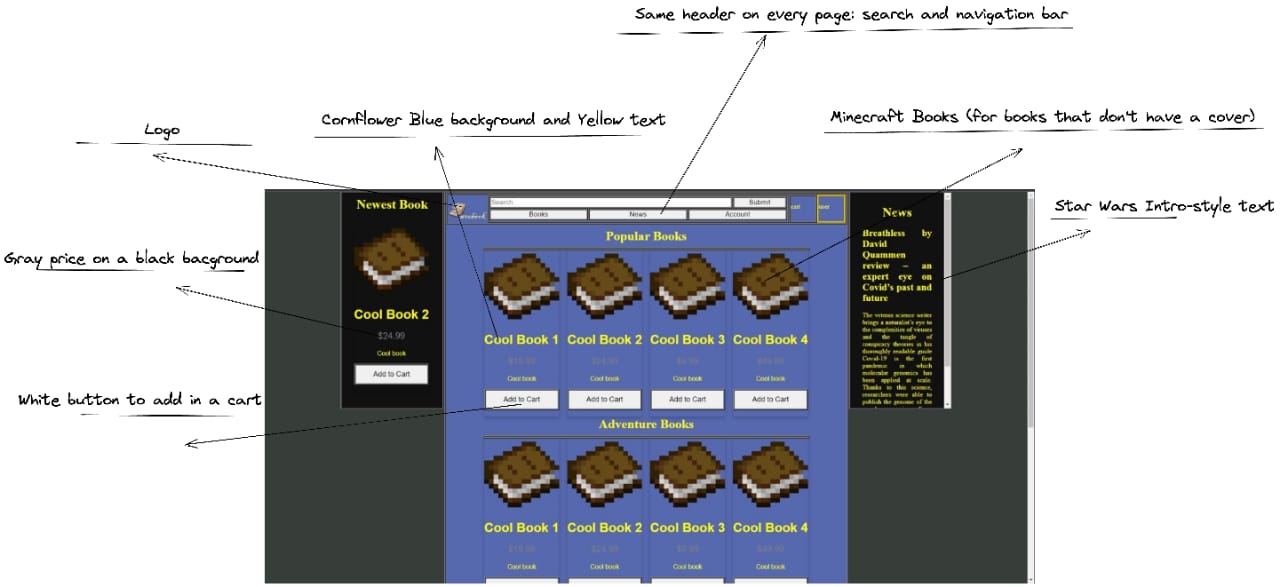 Same header on every page: search and navigation bar
Cornflower Blue background and Yellow text
Minecraft Books (for books that don't have a cover)
Logo
Star Wars Intro-style text
Gray price on a black bacground
White button to add in a cart
Newest Book
Cool Book 2
$24.99
Cool book
Add to Cart
Search
Submit
Books
News
Account
cart
user
Popular Books
Cool Book 1
Cool Book 2
Cool Book 3
Cool Book 4
$19.99
$24.99
$9.99
$49.99
Cool book
Cool book
Cool book
Cool book
Add to Cart
Add to Cart
Add to Cart
Add to Cart
Adventure Books
Cool Book 1
Cool Book 2
Cool Book 3
Cool Book 4
$19.99
$24.99
$9.99
$49.99
Cool book
Cool book
Cool book
Cool book
News
Breathless by
David
Quammen
review – an
expert eye on
Covid's past and
future
The veteran science writer
brings a naturalist's eye to
the complexities of viruses
and the tangle of
conspiracy theories in his
thoroughly readable guide
Covid-19 is the first
pandemic in which
molecular genomics has
been applied at scale.
Thanks to this science,
researchers were able to
publish the genome of the